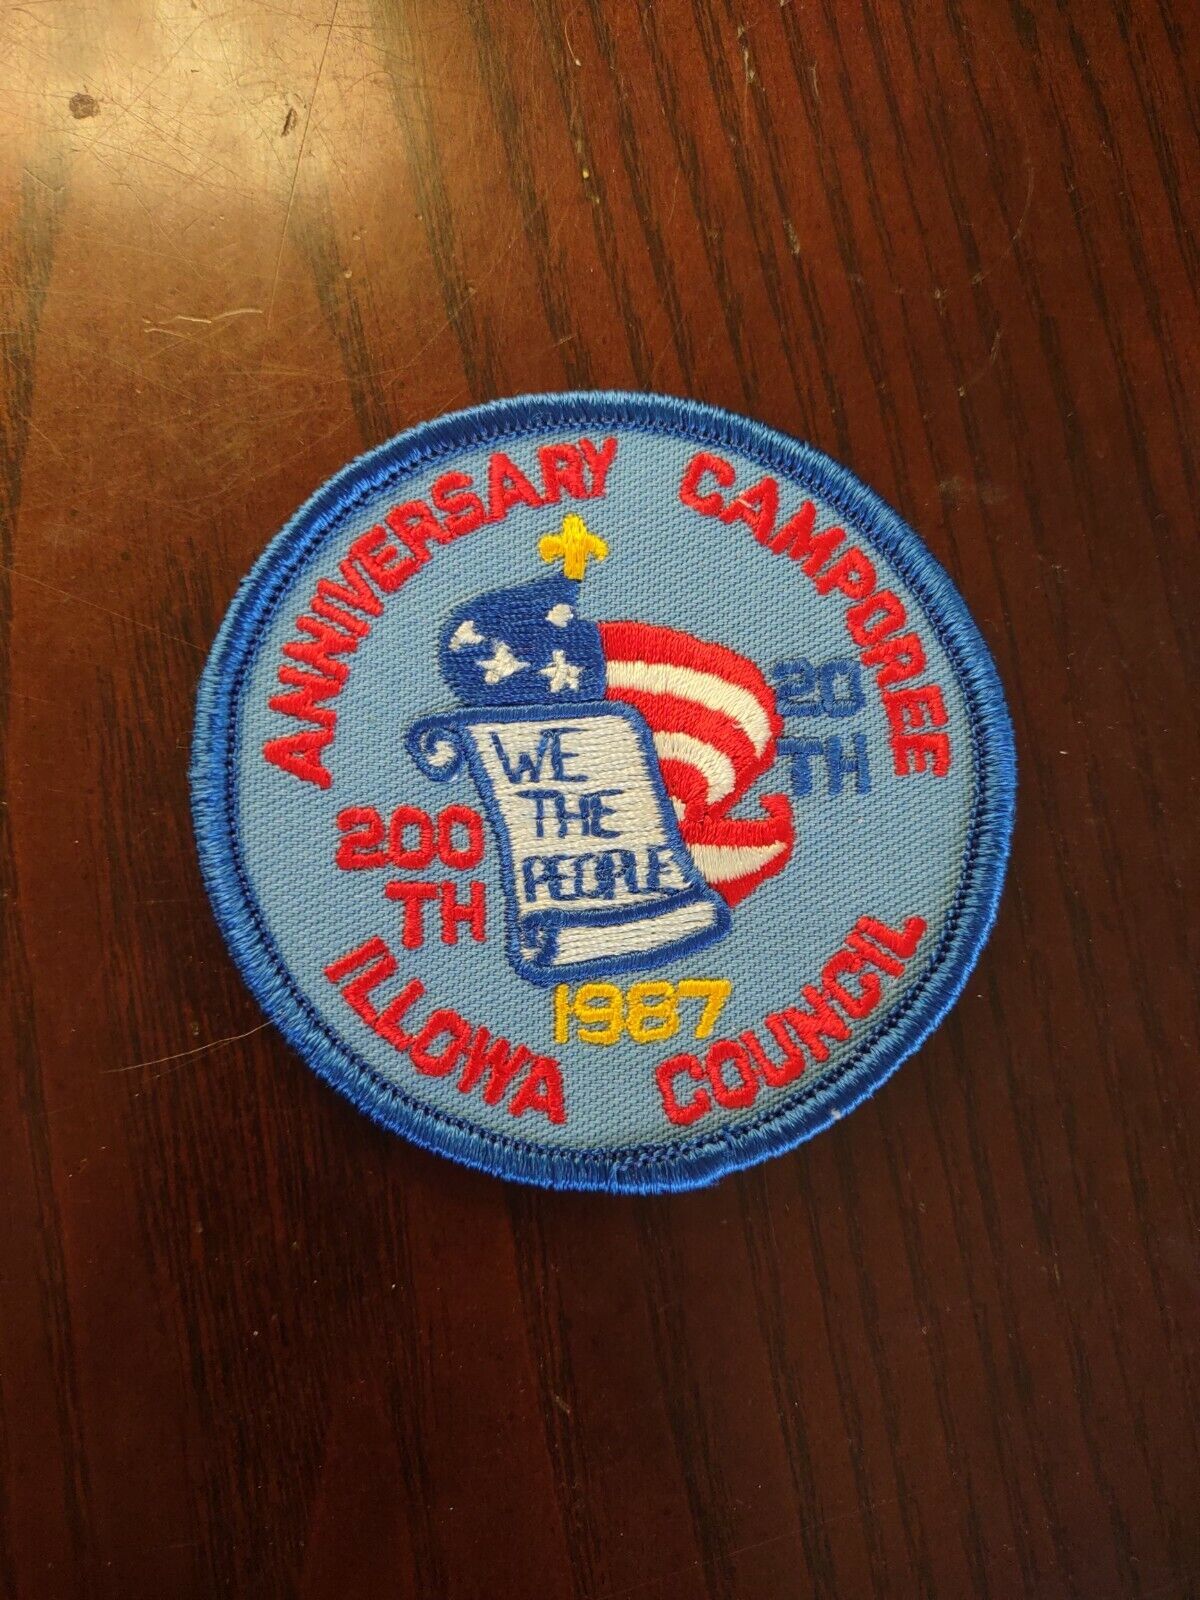 ANNIVERSARY CAMPOREE
20
TH
WE
THE
PEOPLE
200
TH
1987
ILLOWA COUNCIL